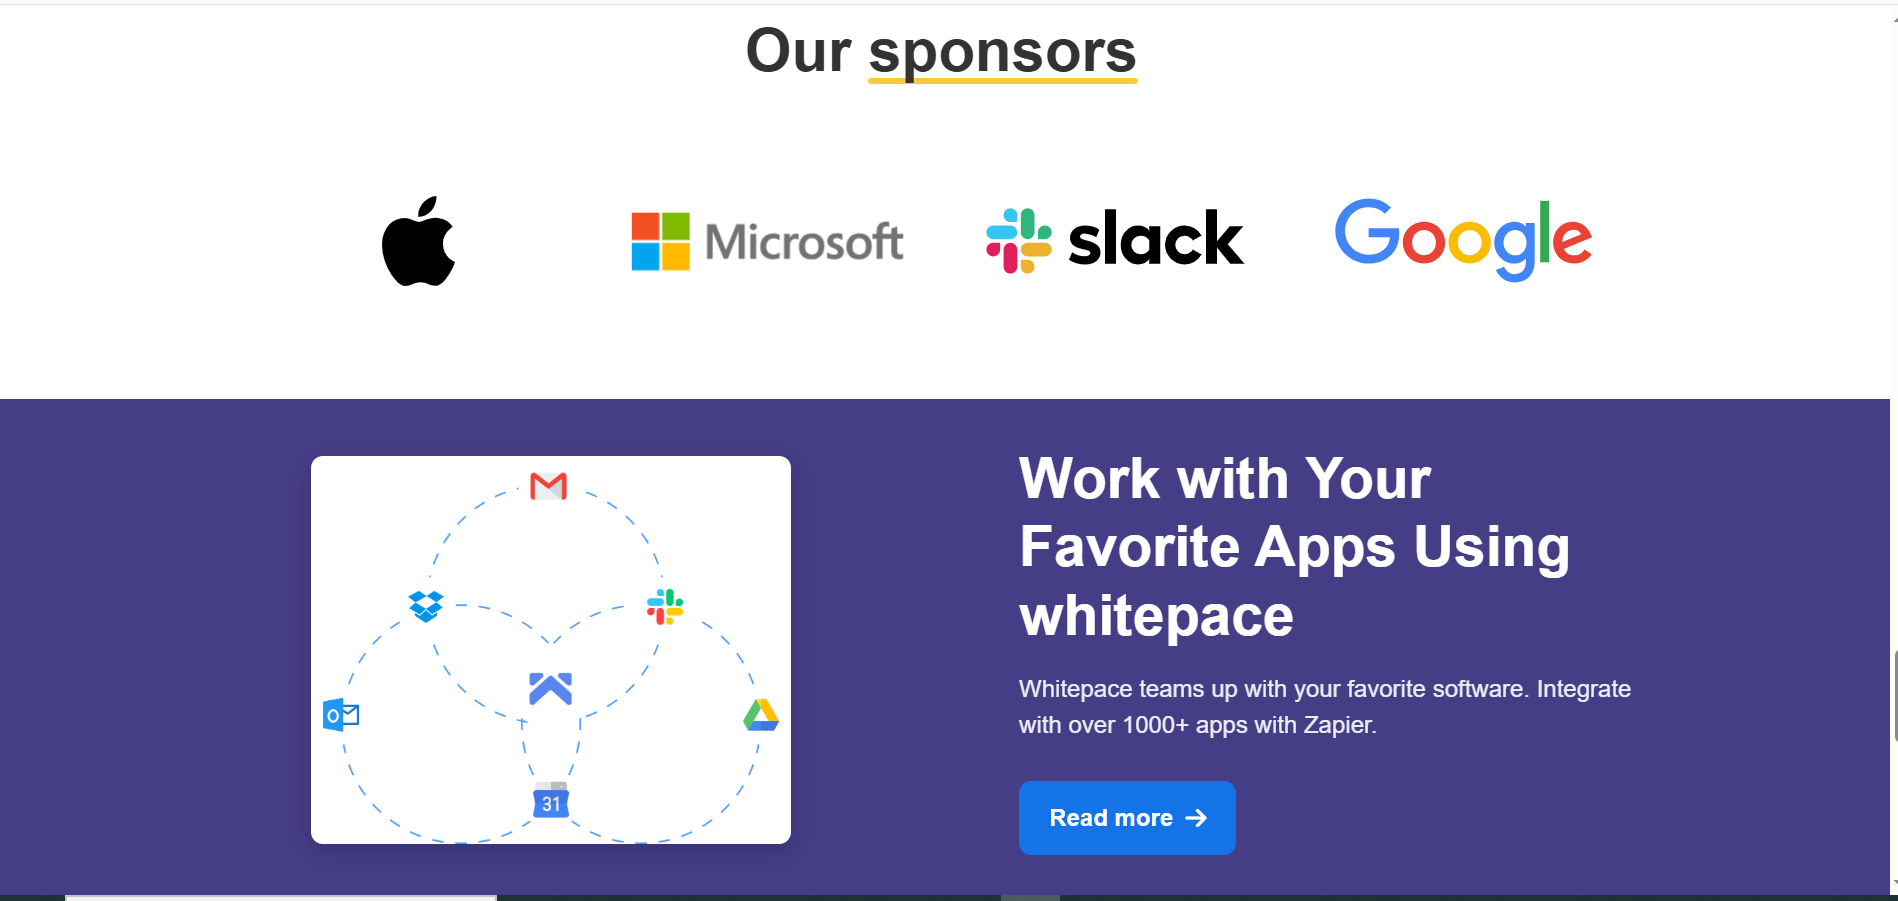 Our sponsors
Microsoft
slack
Google
Work with Your
Favorite Apps Using
whitepace
Whitepace teams up with your favorite software. Integrate
with over 1000+ apps with Zapier.
O
31
Read more →